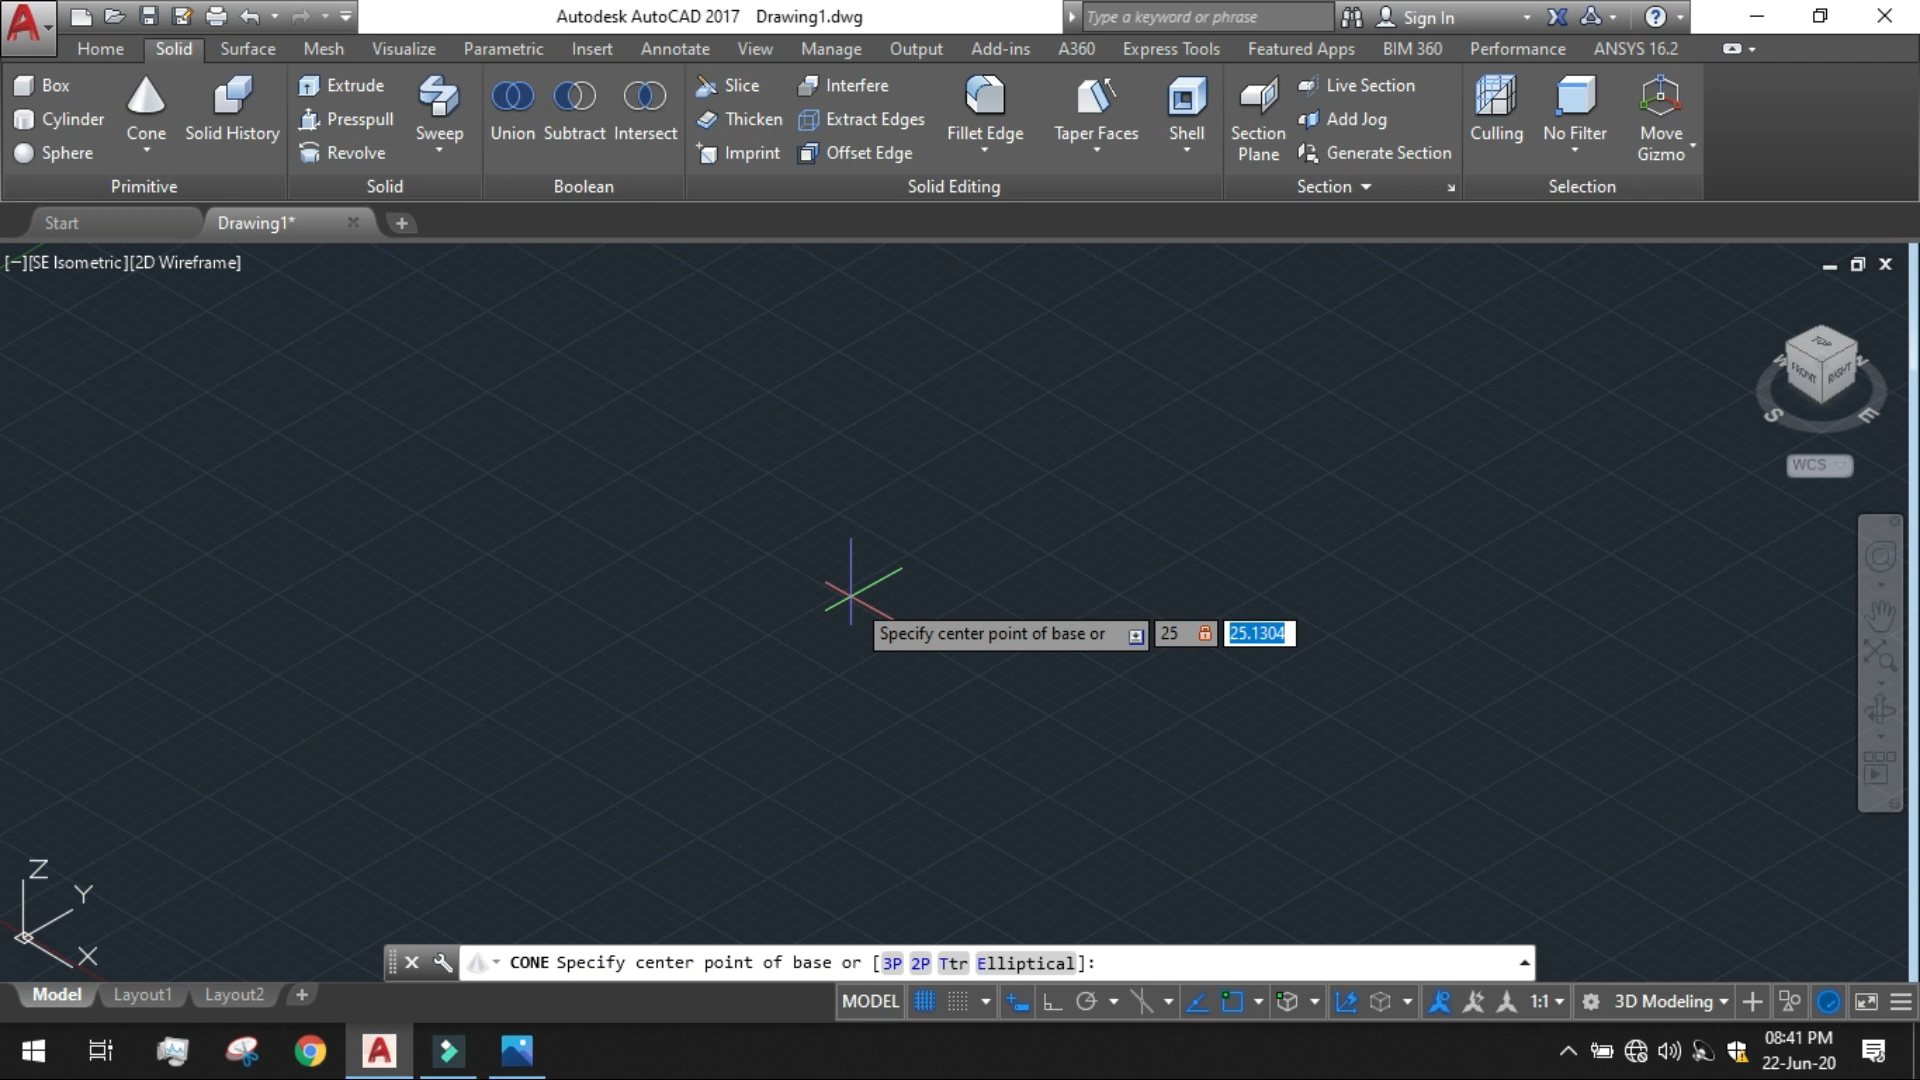 Autodesk AutoCAD 2017 Drawing1.dwg
Type a keyword or phrase
Sign In
Home Solid Surface Mesh Visualize Parametric Insert Annotate View Manage Output Add-ins A360 Express Tools Featured Apps BIM 360 Performance ANSYS 16.2
Box
Cylinder
Sphere
Cone
Solid History
Primitive
Extrude
Presspull
Revolve
Sweep
Solid
Union Subtract Intersect
Boolean
Slice
Thicken
Imprint
Interfere
Extract Edges
Offset Edge
Fillet Edge
Taper Faces
Shell
Solid Editing
Section
Plane
Live Section
Add Jog
Generate Section
Section
Culling
No Filter
Move
Gizmo
Selection
Start
Drawing1*
[−][SE Isometric][2D Wireframe]
TOP
FRONT RIGHT
W N
S E
WCS
Specify center point of base or 25 25.1304
Z
Y
X
CONE Specify center point of base or [3P 2P Ttr Elliptical]:
Model Layout1 Layout2
MODEL 1:1 3D Modeling
08:41 PM
22-Jun-20